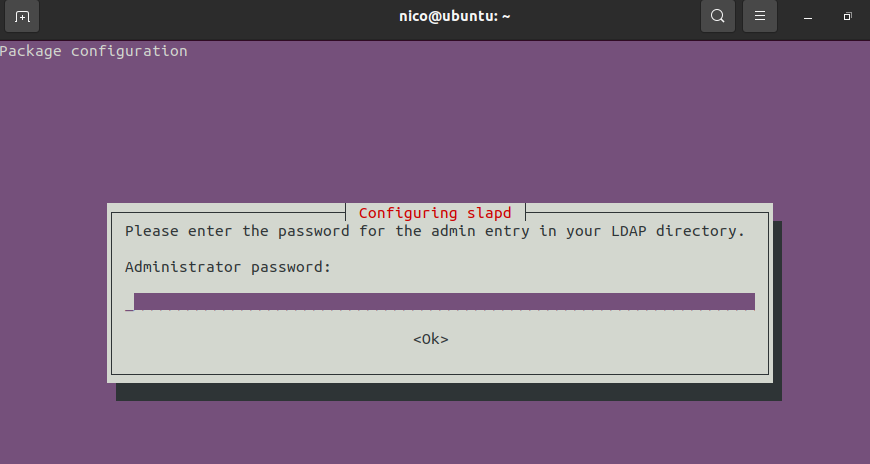 nico@ubuntu: ~
Package configuration
Configuring slapd
Please enter the password for the admin entry in your LDAP directory.
Administrator password:
<Ok>